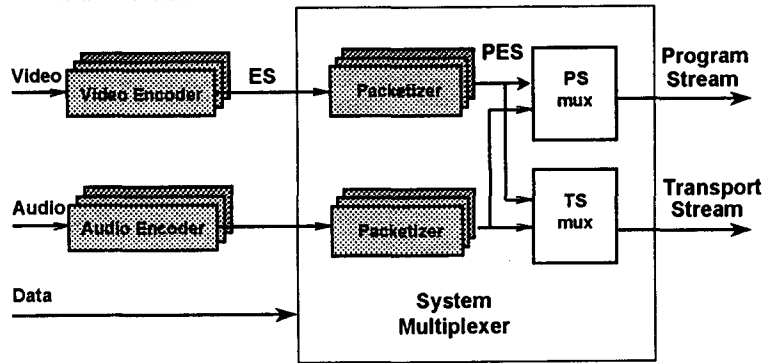 Video
Video Encoder
ES
Packetizer
PES
PS
mux
Program
Stream
Audio
Audio Encoder
Packetizer
TS
mux
Transport
Stream
Data
System
Multiplexer